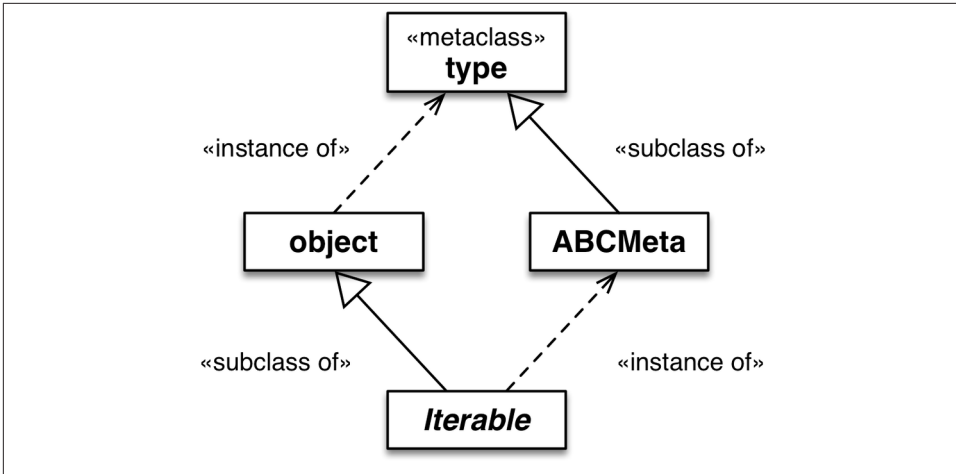 «metaclass»
type
«instance of»
«subclass of»
object
ABCMeta
«subclass of»
«instance of»
Iterable